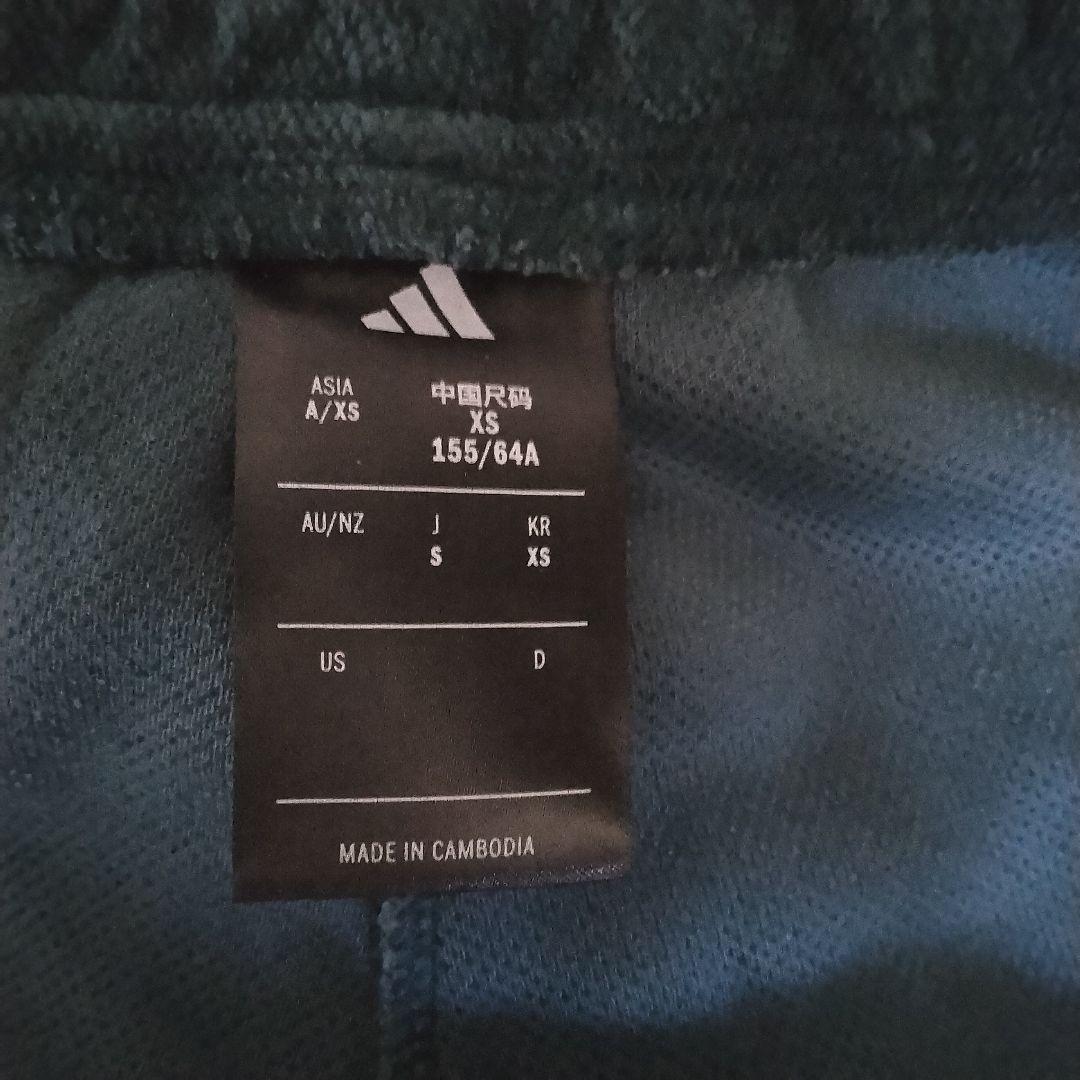 ASIA 中国尺码
A/XS XS
155/64A
AU/NZ J KR
S XS
US D
MADE IN CAMBODIA